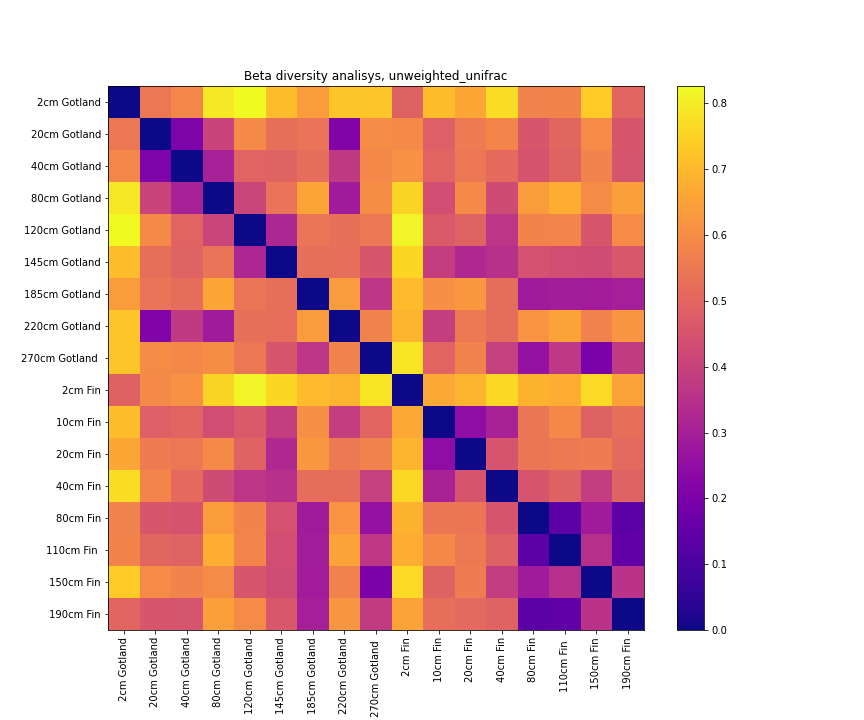 Beta diversity analisys, unweighted_unifrac
2cm Gotland
20cm Gotland
40cm Gotland
80cm Gotland
120cm Gotland
145cm Gotland
185cm Gotland
220cm Gotland
270cm Gotland
2cm Fin
10cm Fin
20cm Fin
40cm Fin
80cm Fin
110cm Fin
150cm Fin
190cm Fin
2cm Gotland
20cm Gotland
40cm Gotland
80cm Gotland
120cm Gotland
145cm Gotland
185cm Gotland
220cm Gotland
270cm Gotland
2cm Fin
10cm Fin
20cm Fin
40cm Fin
80cm Fin
110cm Fin
150cm Fin
190cm Fin
0.8
0.7
0.6
0.5
0.4
0.3
0.2
0.1
0.0